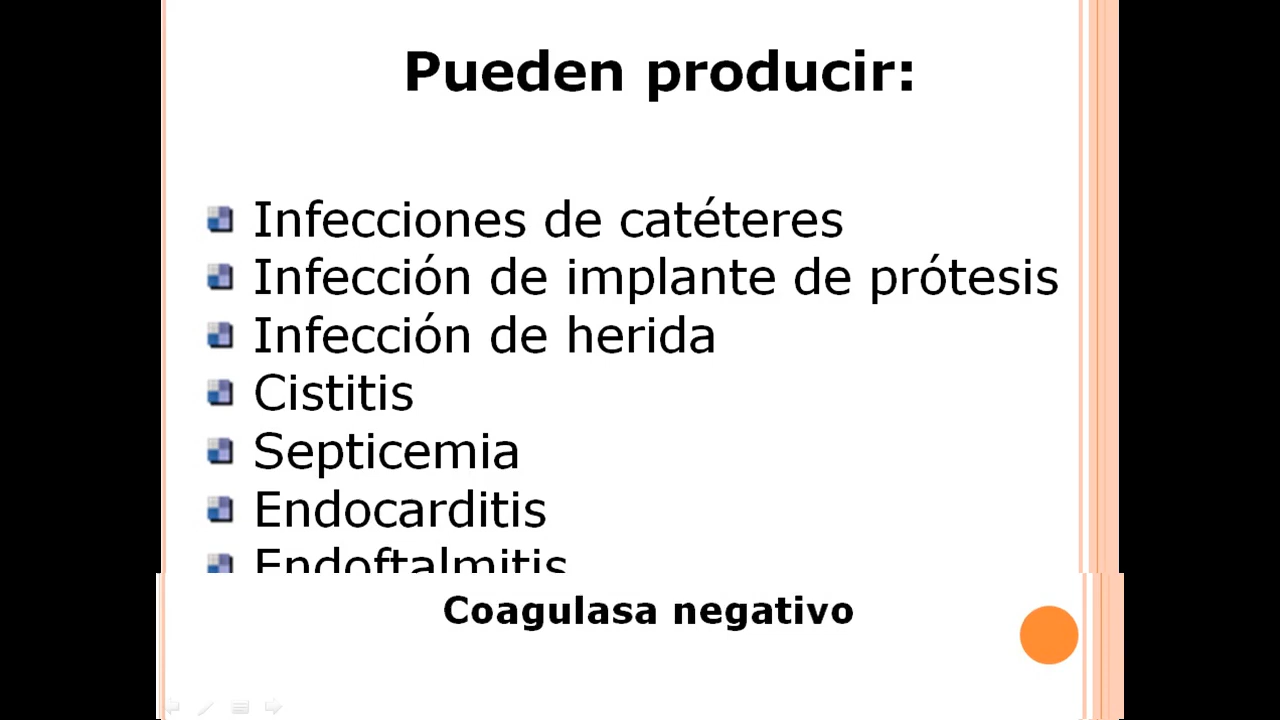 Pueden producir:
Infecciones de catéteres
Infección de implante de prótesis
Infección de herida
Cistitis
Septicemia
Endocarditis
Endoftalmitis
Coagulasa negativo